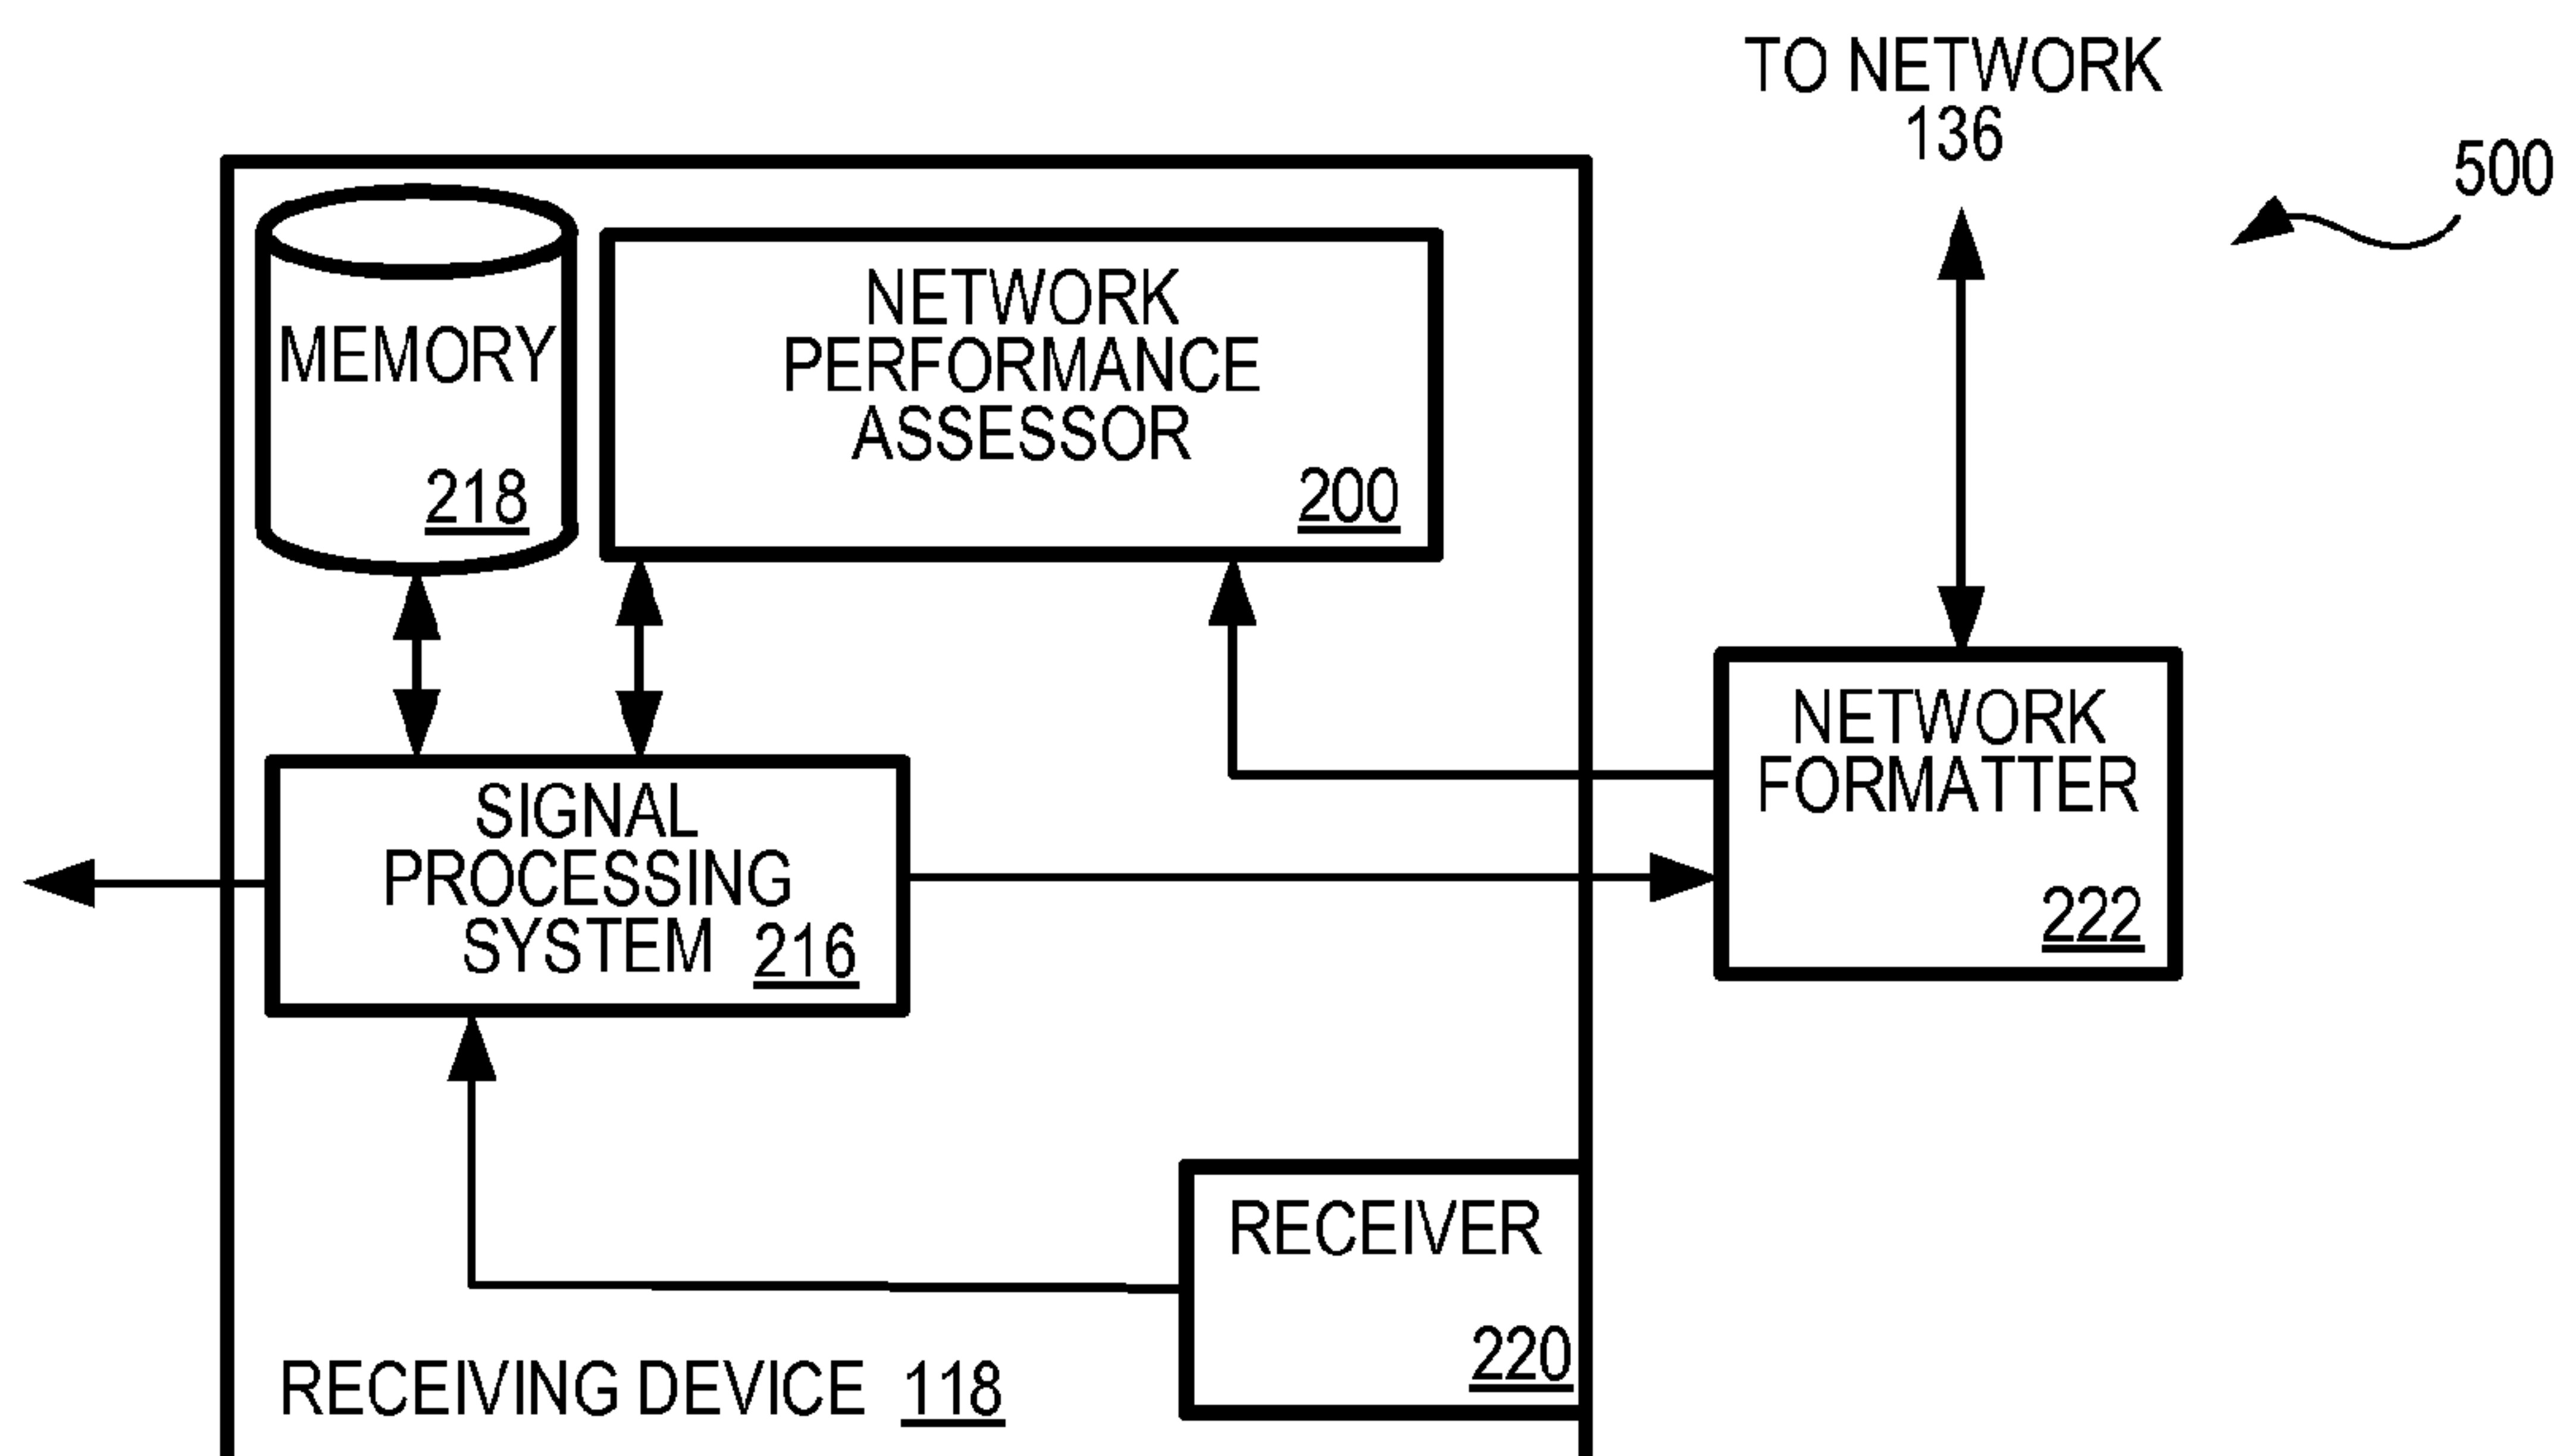 TO NETWORK
136
500
MEMORY
218
NETWORK
PERFORMANCE
ASSESSOR
200
NETWORK
FORMATTER
222
SIGNAL
PROCESSING
SYSTEM 216
RECEIVER
220
RECEIVING DEVICE 118